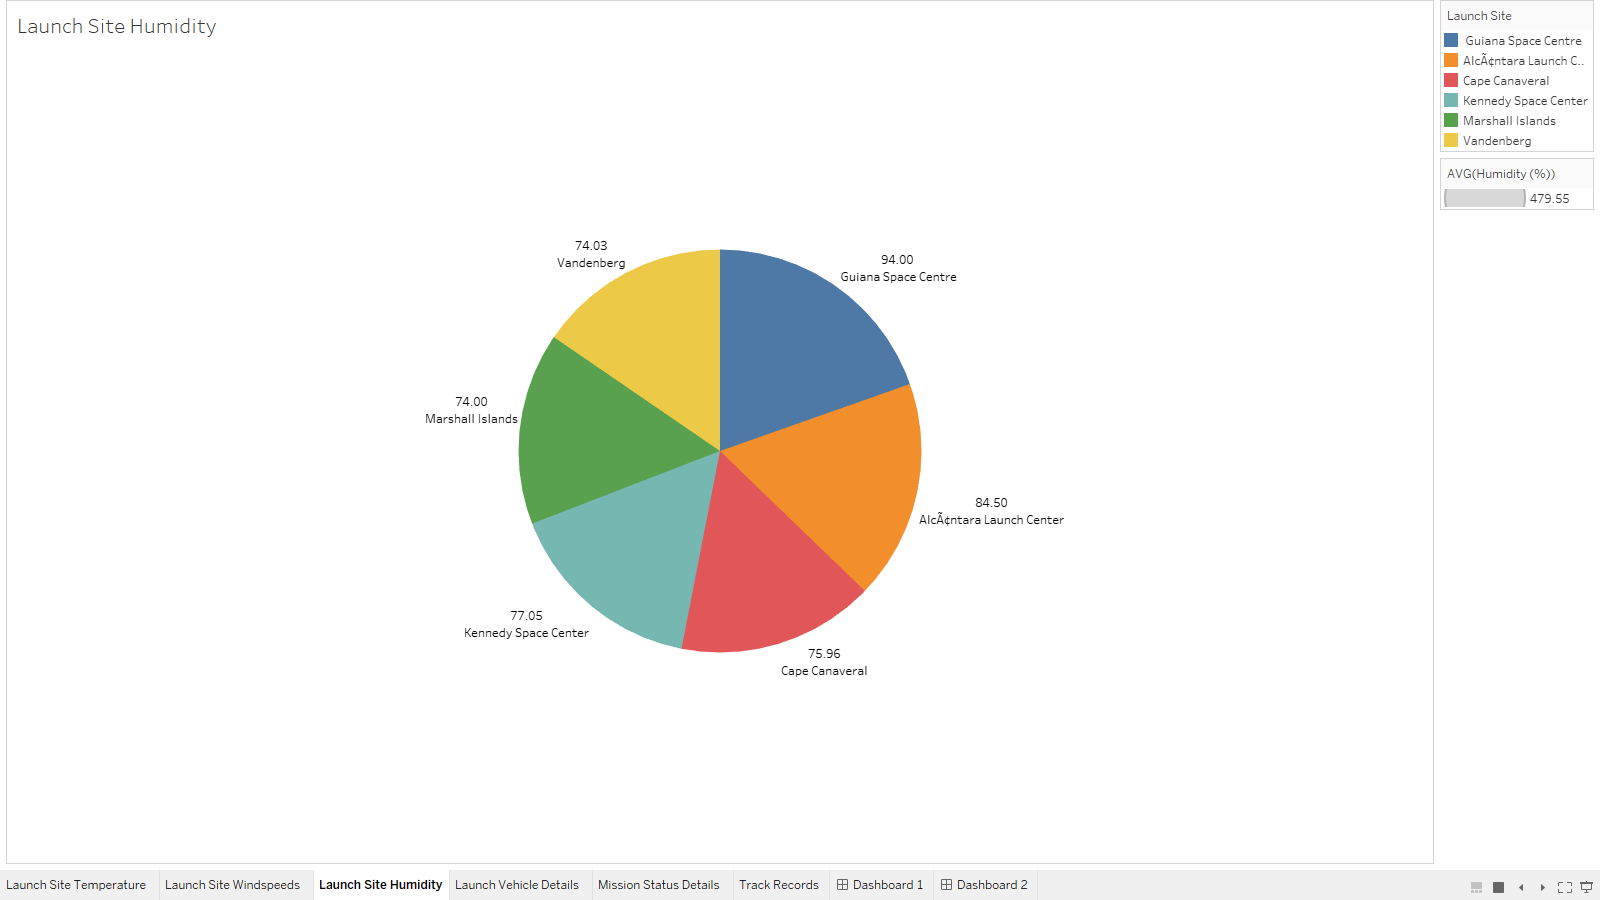 Launch Site Humidity
74.03
Vandenberg
94.00
Guiana Space Centre
74.00
Marshall Islands
84.50
AlcÃ¢ntara Launch Center
77.05
Kennedy Space Center
75.96
Cape Canaveral
Launch Site
Guiana Space Centre
AlcÃ¢ntara Launch C..
Cape Canaveral
Kennedy Space Center
Marshall Islands
Vandenberg
AVG(Humidity (%))
479.55
Launch Site Temperature Launch Site Windspeeds Launch Site Humidity Launch Vehicle Details Mission Status Details Track Records Dashboard 1 Dashboard 2